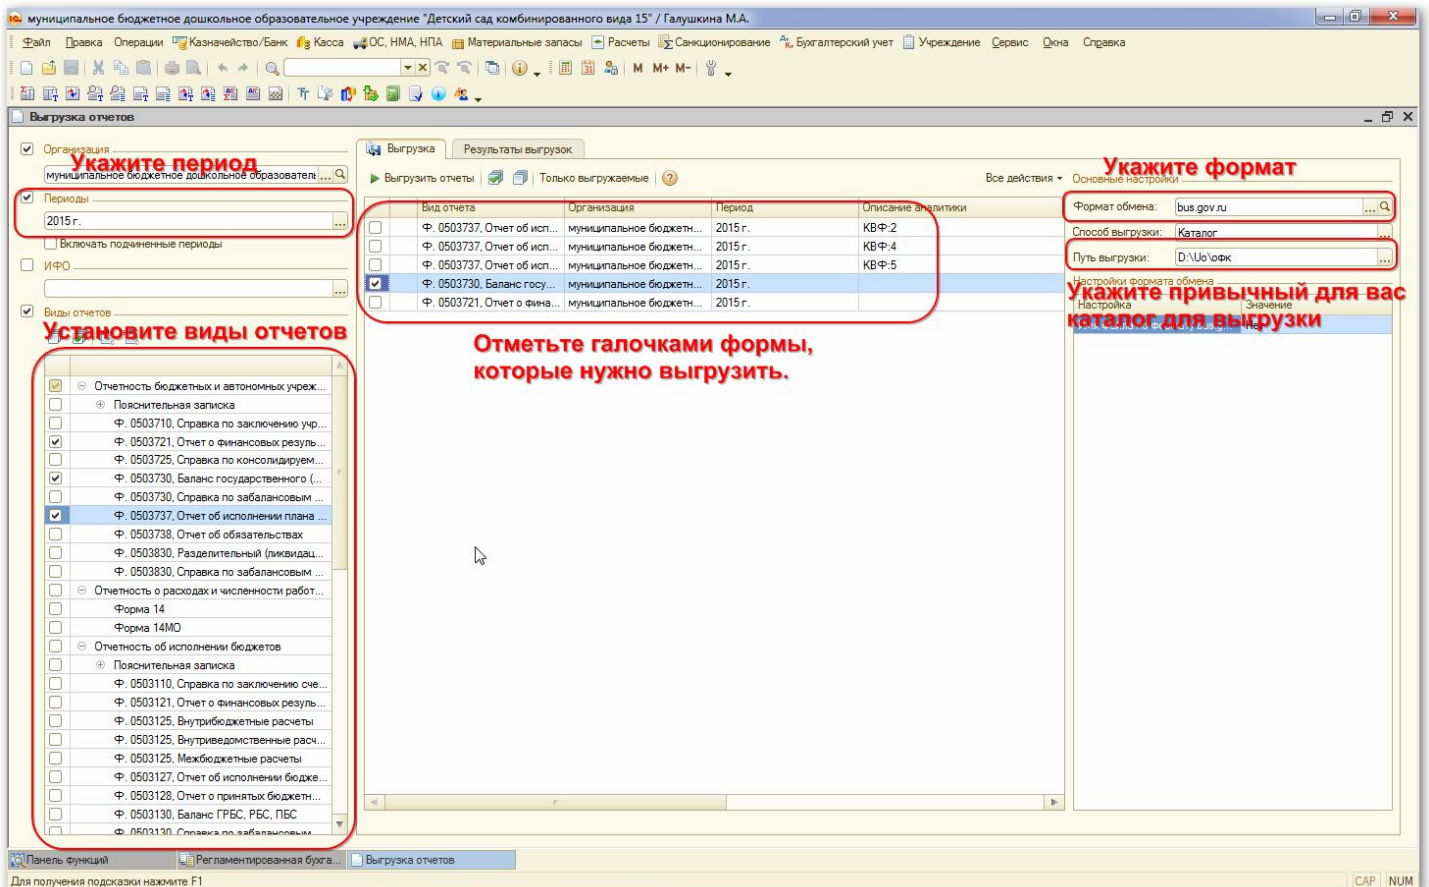 муниципальное бюджетное дошкольное образовательное учреждение "Детский сад комбинированного вида 15" / Галушкина М.А.
Файл Правка Операции Казначейство/Банк Касса ОС, НМА, НПА Материальные запасы Расчеты Санкционирование Бухгалтерский учет Учреждение Сервис Окна Справка
M M+ M-
Выгрузка отчетов
Организация
Укажите период
муниципальное бюджетное дошкольное образовател ...
Периоды
2015 г. ...
Включать подчиненные периоды
ИФО
...
Виды отчетов
Установите виды отчетов
Отчетность бюджетных и автономных учреж...
Пояснительная записка
Ф. 0503710, Справка по заключению учр...
Ф. 0503721, Отчет о финансовых резуль...
Ф. 0503725, Справка по консолидируем...
Ф. 0503730, Баланс государственного (...
Ф. 0503730, Справка по забалансовым ...
Ф. 0503737, Отчет об исполнении плана ...
Ф. 0503738, Отчет об обязательствах
Ф. 0503830, Разделительный (ликвидац...
Ф. 0503830, Справка по забалансовым ...
Отчетность о расходах и численности работ...
Форма 14
Форма 14МО
Отчетность об исполнении бюджетов
Пояснительная записка
Ф. 0503110, Справка по заключению сче...
Ф. 0503121, Отчет о финансовых резуль...
Ф. 0503125, Внутрибюджетные расчеты
Ф. 0503125, Внутриведомственные расч...
Ф. 0503125, Межбюджетные расчеты
Ф. 0503127, Отчет об исполнении бюдже...
Ф. 0503128, Отчет о принятых бюджетн...
Ф. 0503130, Баланс ГРБС, РБС, ПБС
Ф. 0503130, Справка по забалансовым
Выгрузка Результаты выгрузок
Выгрузить отчеты Только выгружаемые Все действия
Вид отчета Организация Период Описание аналитики
Ф. 0503737, Отчет об исп... муниципальное бюджетн... 2015 г. КВФ:2
Ф. 0503737, Отчет об исп... муниципальное бюджетн... 2015 г. КВФ:4
Ф. 0503737, Отчет об исп... муниципальное бюджетн... 2015 г. КВФ:5
Ф. 0503730, Баланс госу... муниципальное бюджетн... 2015 г.
Ф. 0503721, Отчет о фина... муниципальное бюджетн... 2015 г.
Отметьте галочками формы,
которые нужно выгрузить.
Укажите формат
Основные настройки
Формат обмена: bus.gov.ru ...
Способ выгрузки: Каталог ...
Путь выгрузки: D:\Uo\офк ...
Настройки формата обмена
Укажите привычный для вас
Настройка Значение
каталог для выгрузки
Панель функций Регламентированная бухга... Выгрузка отчетов
Для получения подсказки нажмите F1 CAP NUM